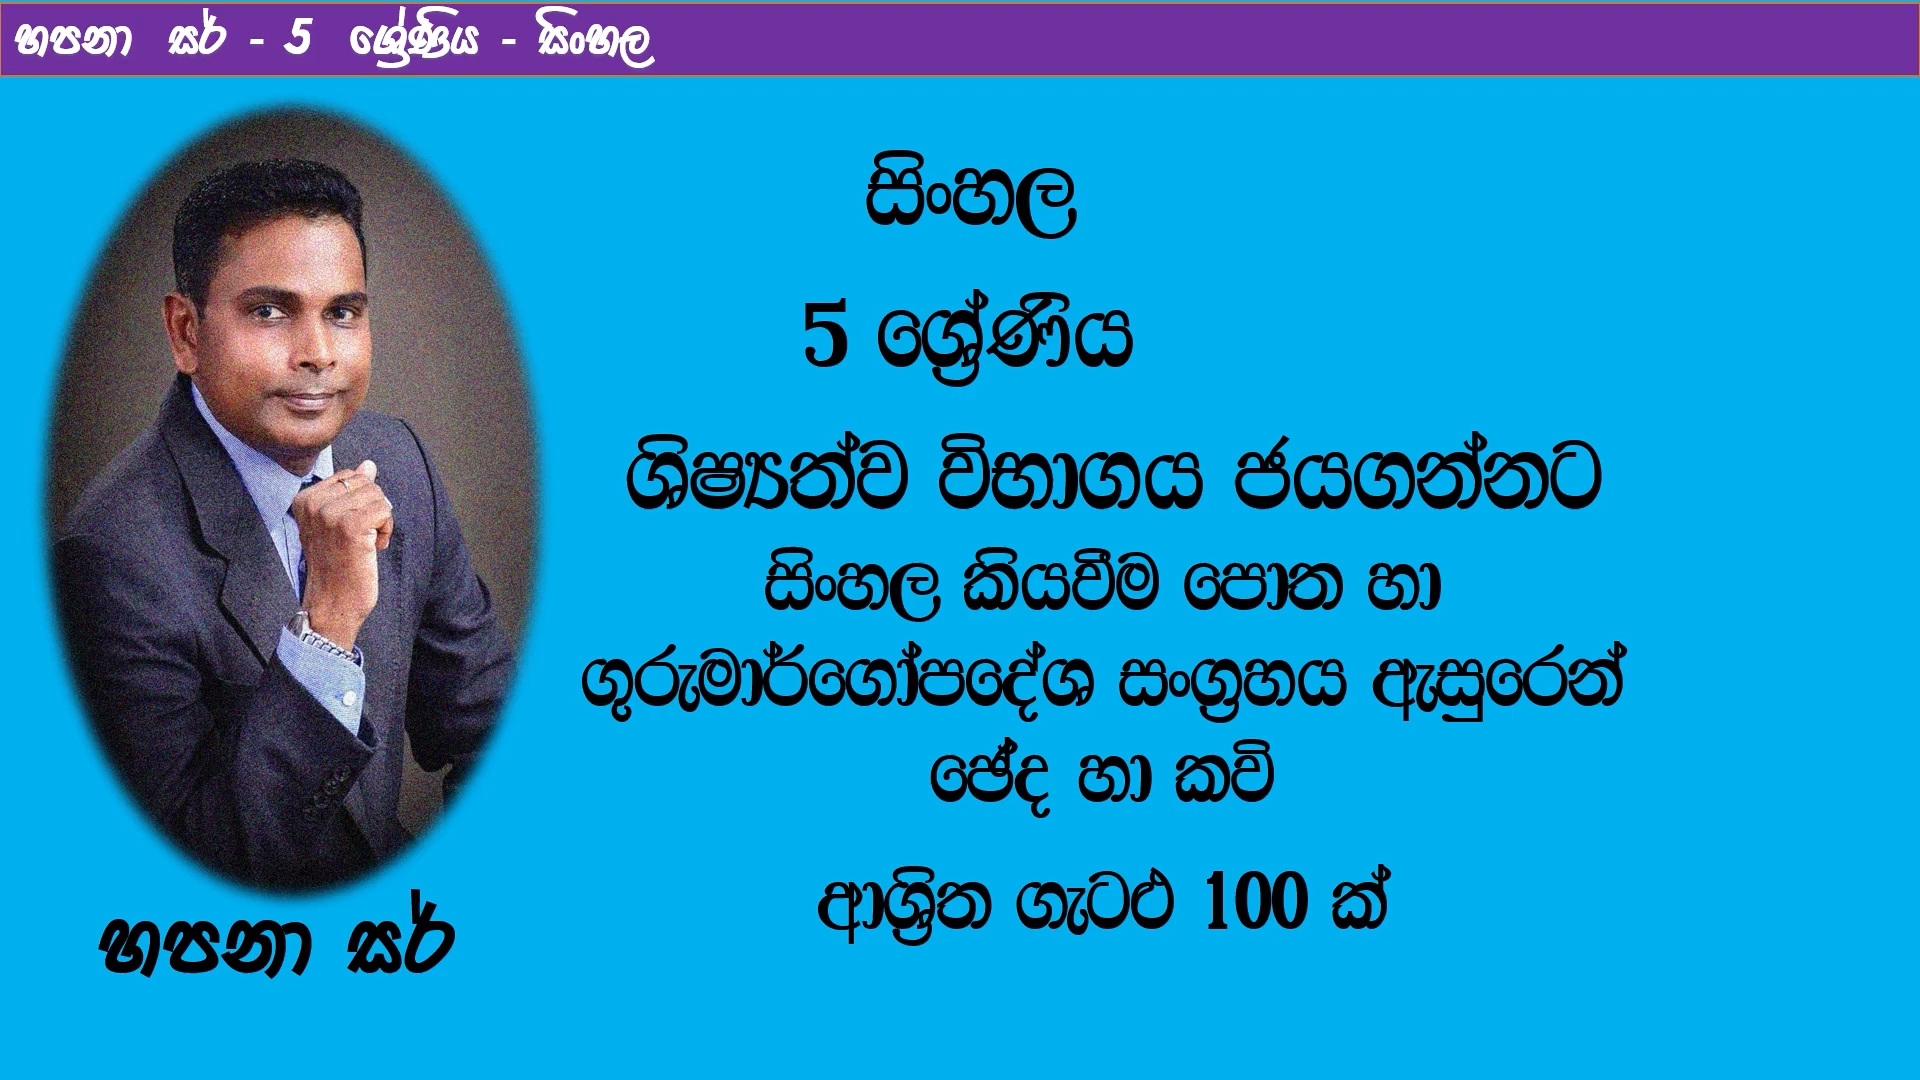 හපනා සර් - 5 ශ්‍රේණිය - සිංහල
සිංහල
5 ශ්‍රේණිය
ශිෂ්‍යත්ව විභාගය ජයගන්නට
සිංහල කියවීම පොත හා
ගුරුමාර්ගෝපදේශ සංග්‍රහය ඇසුරෙන්
ඡේද හා කවි
ආශ්‍රිත ගැටළු 100 ක්
හපනා සර්